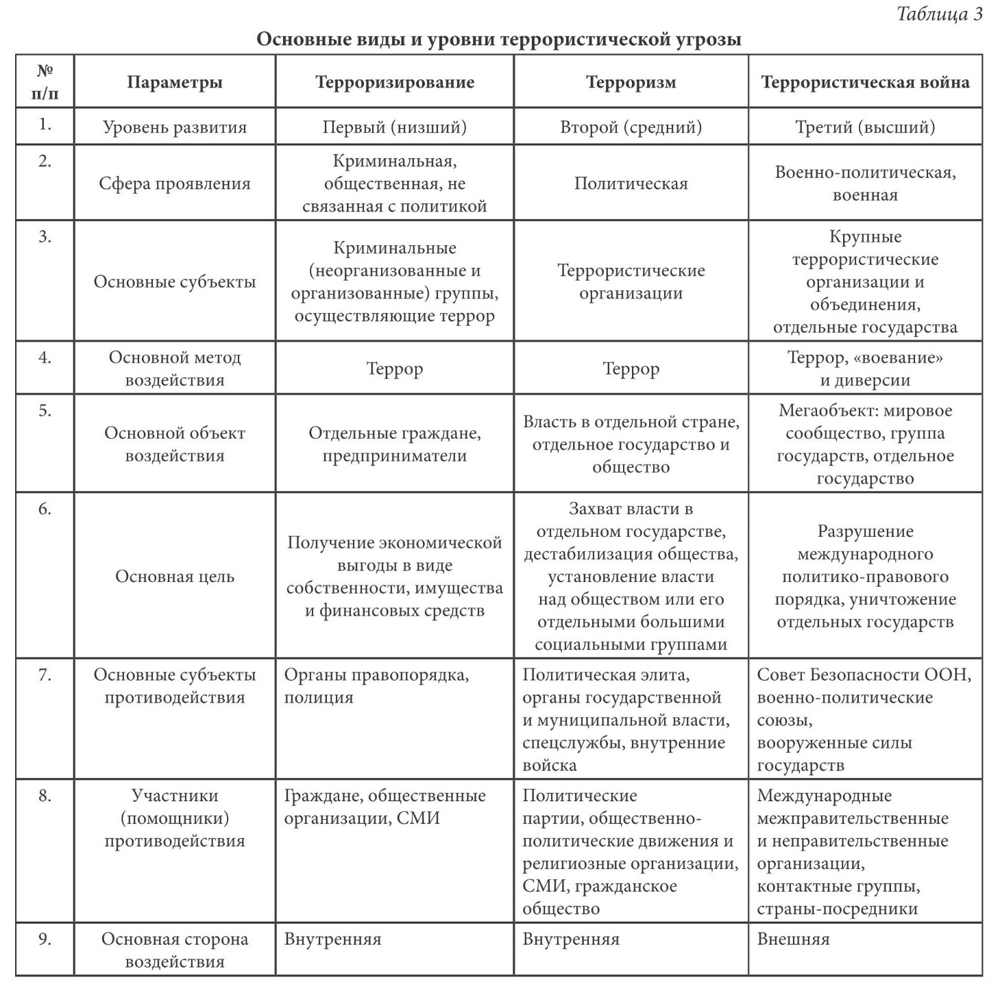 Таблица 3
Основные виды и уровни террористической угрозы
№
п/п
Параметры
Терроризирование
Терроризм
Террористическая война
1.
Уровень развития
Первый (низший)
Второй (средний)
Третий (высший)
2.
Сфера проявления
Криминальная,
общественная, не
связанная с политикой
Политическая
Военно-политическая,
военная
3.
Основные субъекты
Криминальные
(неорганизованные и
организованные) группы,
осуществляющие террор
Террористические
организации
Крупные
террористические
организации и
объединения,
отдельные государства
4.
Основной метод
воздействия
Террор
Террор
Террор, «воевание»
и диверсии
5.
Основной объект
воздействия
Отдельные граждане,
предприниматели
Власть в отдельной стране,
отдельное государство и
общество
Мегаобъект: мировое
сообщество, группа
государств, отдельное
государство
6.
Основная цель
Получение экономической
выгоды в виде
собственности, имущества
и финансовых средств
Захват власти в
отдельном государстве,
дестабилизация общества,
установление власти
над обществом или его
отдельными большими
социальными группами
Разрушение
международного
политико-правового
порядка, уничтожение
отдельных государств
7.
Основные субъекты
противодействия
Органы правопорядка,
полиция
Политическая элита,
органы государственной
и муниципальной власти,
спецслужбы, внутренние
войска
Совет Безопасности ООН,
военно-политические
союзы,
вооруженные силы
государств
8.
Участники
(помощники)
противодействия
Граждане, общественные
организации, СМИ
Политические
партии, общественно-
политические движения и
религиозные организации,
СМИ, гражданское
общество
Международные
межправительственные
и неправительственные
организации,
контактные группы,
страны-посредники
9.
Основная сторона
воздействия
Внутренняя
Внутренняя
Внешняя